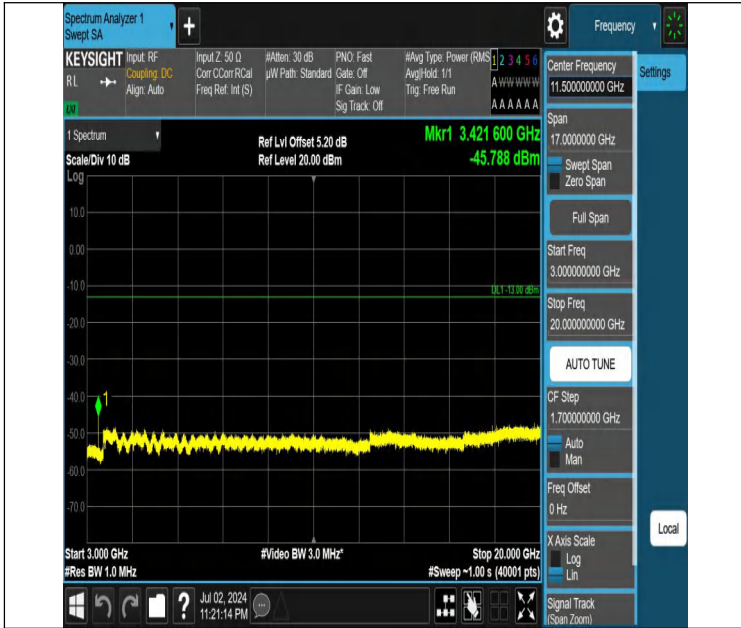 Spectrum Analyzer 1
Swept SA
+
Frequency
KEYSIGHT
RL
Input: RF
Coupling: DC
Align: Auto
Input Z: 50 Ω
Corr CCorr RCal
Freq Ref: Int (S)
#Atten: 30 dB
µW Path: Standard
PNO: Fast
Gate: Off
IF Gain: Low
Sig Track: Off
#Avg Type: Power (RMS
Avg|Hold: 1/1
Trig: Free Run
1 2 3 4 5 6
A W W W W W
A A A A A A
1 Spectrum
Scale/Div 10 dB
Log
Ref Lvl Offset 5.20 dB
Ref Level 20.00 dBm
Mkr1 3.421 600 GHz
-45.788 dBm
10.0
0.00
-10.0
DL1 -13.00 dBm
-20.0
-30.0
-40.0
1
-50.0
-60.0
-70.0
Start 3.000 GHz
#Res BW 1.0 MHz
#Video BW 3.0 MHz*
Stop 20.000 GHz
#Sweep ~1.00 s (40001 pts)
?
Jul 02, 2024
11:21:14 PM
Center Frequency
11.500000000 GHz
Settings
Span
17.0000000 GHz
Swept Span
Zero Span
Full Span
Start Freq
3.000000000 GHz
Stop Freq
20.000000000 GHz
AUTO TUNE
CF Step
1.700000000 GHz
Auto
Man
Freq Offset
0 Hz
X Axis Scale
Log
Lin
Local
Signal Track
(Span Zoom)